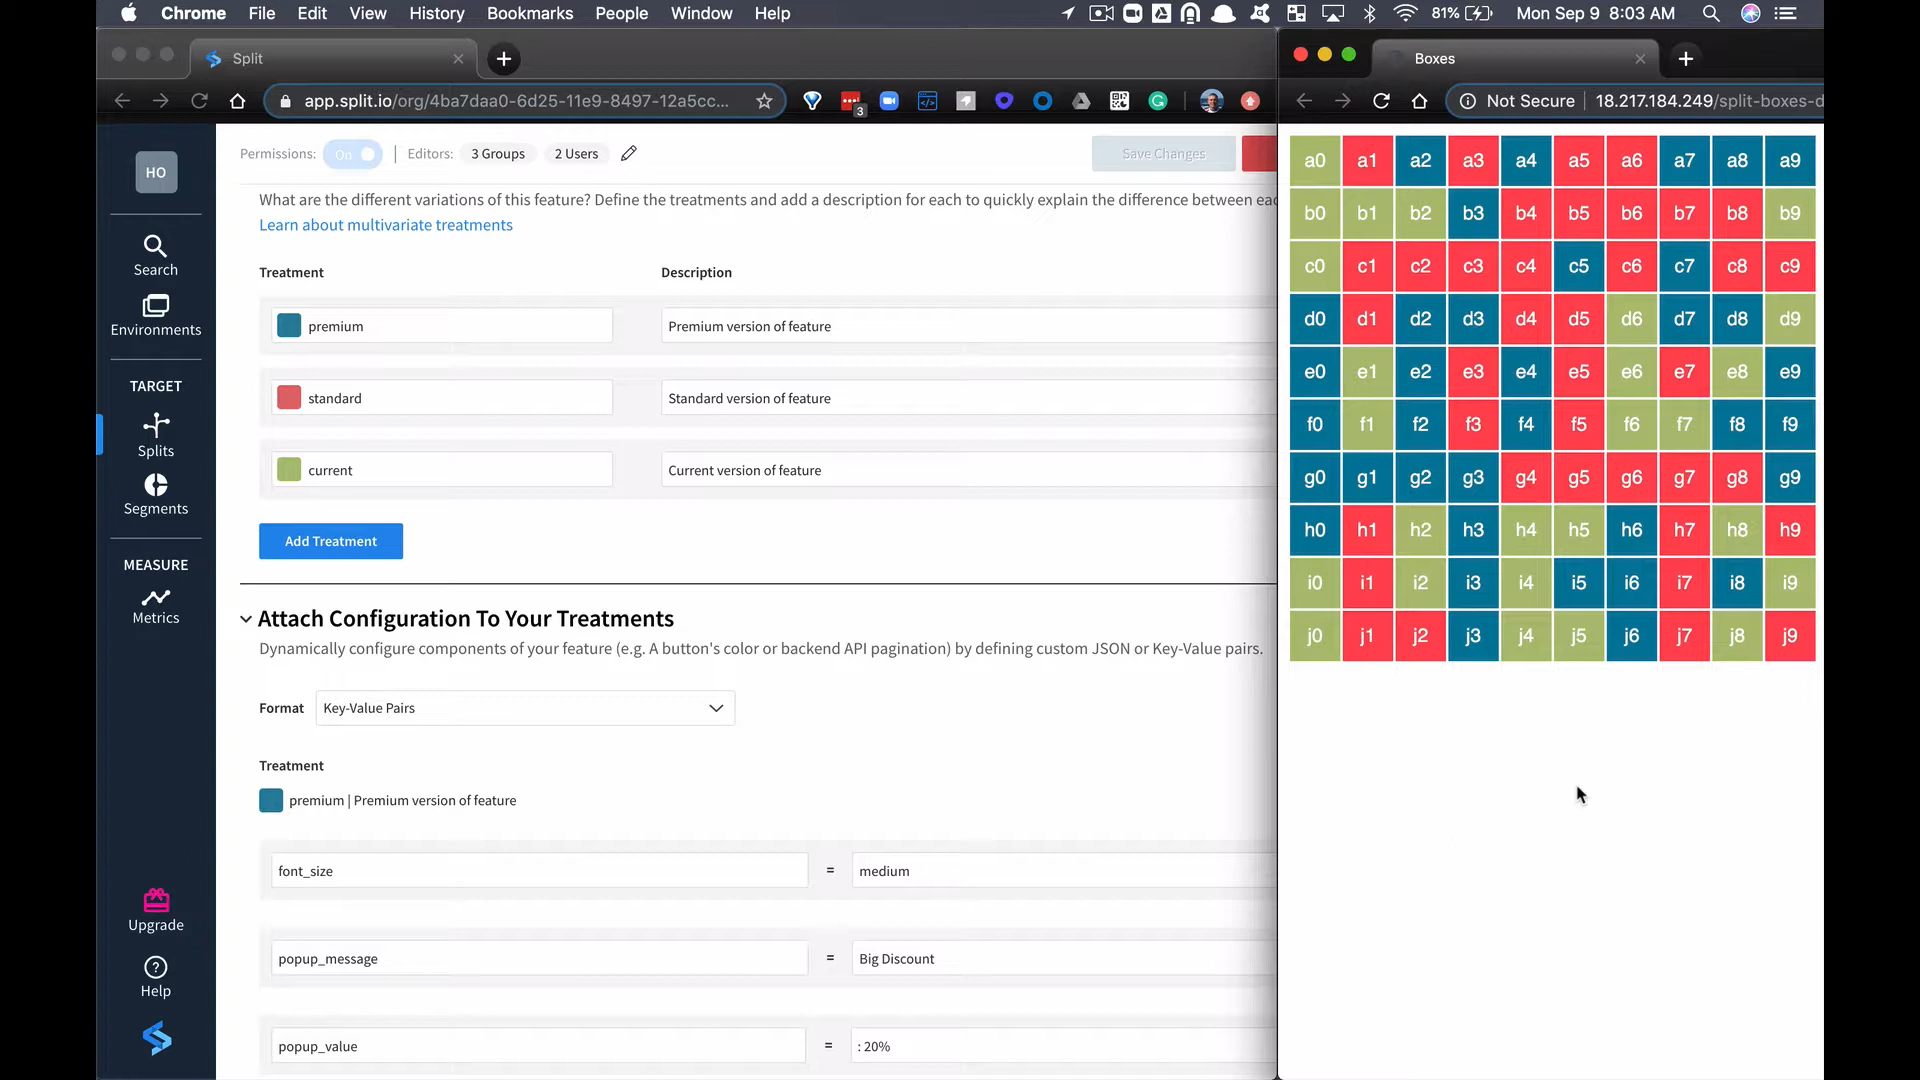 Chrome File Edit View History Bookmarks People Window Help 81% Mon Sep 9 8:03 AM
Split
app.split.io/org/4ba7daa0-6d25-11e9-8497-12a5cc...
3
HO
Search
Environments
TARGET
Splits
Segments
MEASURE
Metrics
Upgrade
Help
Permissions: On Editors: 3 Groups 2 Users Save Changes
What are the different variations of this feature? Define the treatments and add a description for each to quickly explain the difference between eac
Learn about multivariate treatments
Treatment Description
premium Premium version of feature
standard Standard version of feature
current Current version of feature
Add Treatment
Attach Configuration To Your Treatments
Dynamically configure components of your feature (e.g. A button's color or backend API pagination) by defining custom JSON or Key-Value pairs.
Format Key-Value Pairs
Treatment
premium | Premium version of feature
font_size = medium
popup_message = Big Discount
popup_value = : 20%
Boxes
Not Secure 18.217.184.249/split-boxes-d
a0 a1 a2 a3 a4 a5 a6 a7 a8 a9
b0 b1 b2 b3 b4 b5 b6 b7 b8 b9
c0 c1 c2 c3 c4 c5 c6 c7 c8 c9
d0 d1 d2 d3 d4 d5 d6 d7 d8 d9
e0 e1 e2 e3 e4 e5 e6 e7 e8 e9
f0 f1 f2 f3 f4 f5 f6 f7 f8 f9
g0 g1 g2 g3 g4 g5 g6 g7 g8 g9
h0 h1 h2 h3 h4 h5 h6 h7 h8 h9
i0 i1 i2 i3 i4 i5 i6 i7 i8 i9
j0 j1 j2 j3 j4 j5 j6 j7 j8 j9